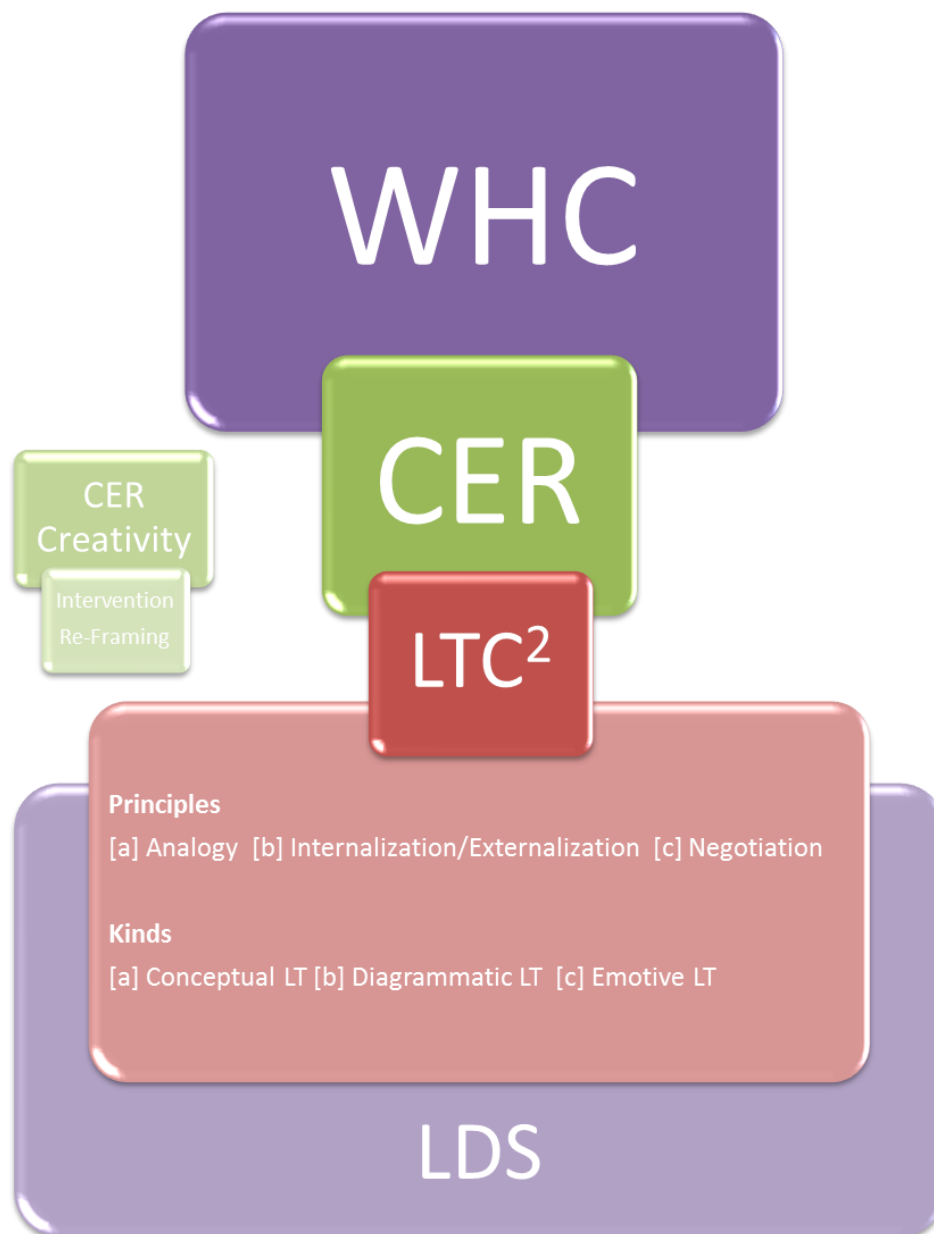 WHC
CER
CER
Creativity
Intervention
Re-Framing
LTC²
Principles
[a] Analogy [b] Internalization/Externalization [c] Negotiation
Kinds
[a] Conceptual LT [b] Diagrammatic LT [c] Emotive LT
LDS